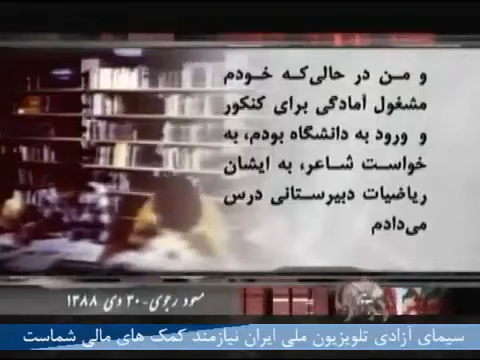 و من در حالی‌که خودم
مشغول آمادگی برای کنکور
و ورود به دانشگاه بودم، به
خواست شاعر، به ایشان
ریاضیات دبیرستانی درس
می‌دادم
مسعود رجوی-۲۰ دی ۱۳۸۸
سیمای آزادی تلویزیون ملی ایران نیازمند کمک های مالی شماست